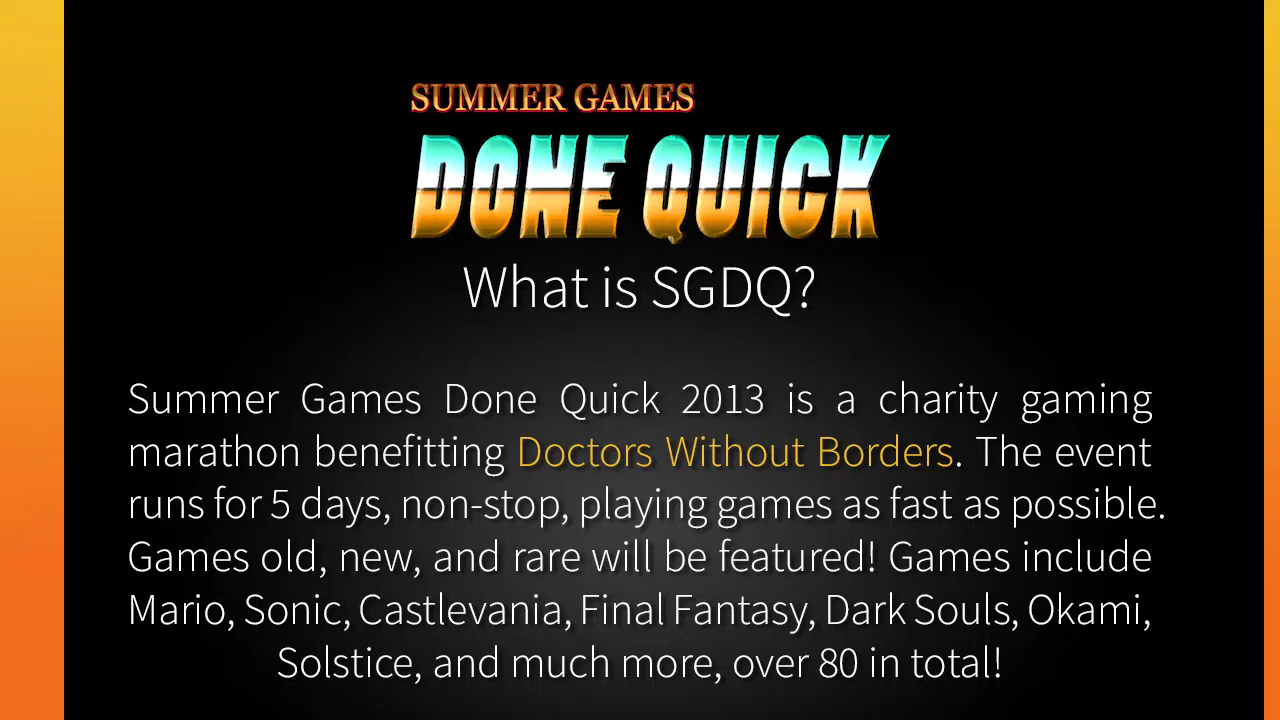 SUMMER GAMES
DONE QUICK
What is SGDQ?
Summer Games Done Quick 2013 is a charity gaming
marathon benefitting Doctors Without Borders. The event
runs for 5 days, non-stop, playing games as fast as possible.
Games old, new, and rare will be featured! Games include
Mario, Sonic, Castlevania, Final Fantasy, Dark Souls, Okami,
Solstice, and much more, over 80 in total!